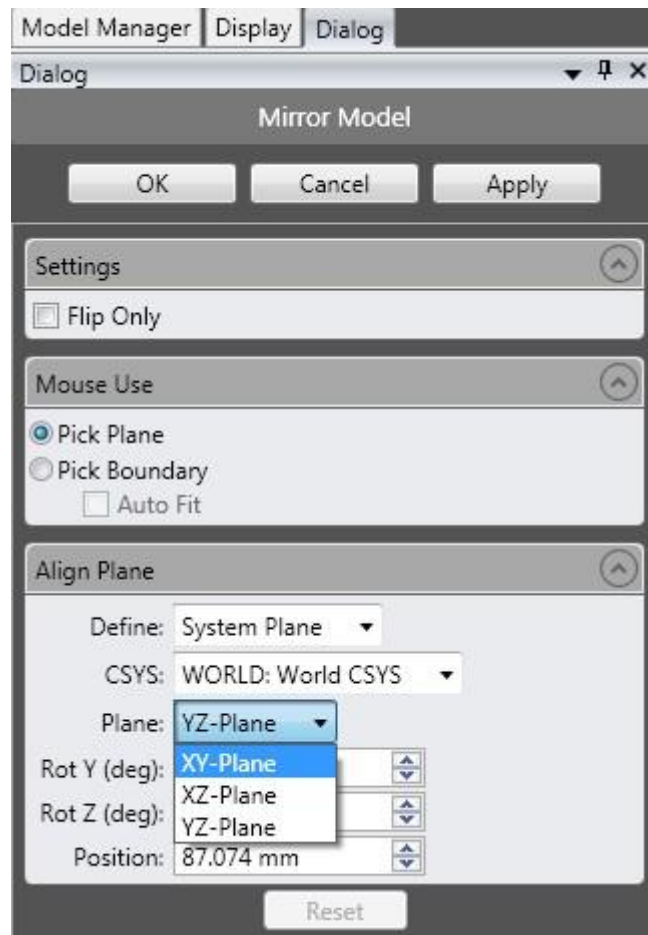 Model Manager Display Dialog
Dialog
Mirror Model
OK Cancel Apply
Settings
Flip Only
Mouse Use
Pick Plane
Pick Boundary
Auto Fit
Align Plane
Define: System Plane
CSYS: WORLD: World CSYS
Plane: YZ-Plane
Rot Y (deg): XY-Plane
XZ-Plane
Rot Z (deg):
YZ-Plane
Position: 87.074 mm
Reset